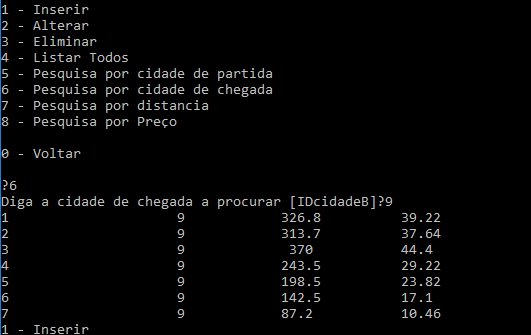 1 - Inserir
2 - Alterar
3 - Eliminar
4 - Listar Todos
5 - Pesquisa por cidade de partida
6 - Pesquisa por cidade de chegada
7 - Pesquisa por distancia
8 - Pesquisa por Preço
0 - Voltar
?6
Diga a cidade de chegada a procurar [IDcidadeB]?9
1 9 326.8 39.22
2 9 313.7 37.64
3 9 370 44.4
4 9 243.5 29.22
5 9 198.5 23.82
6 9 142.5 17.1
7 9 87.2 10.46
1 - Inserir